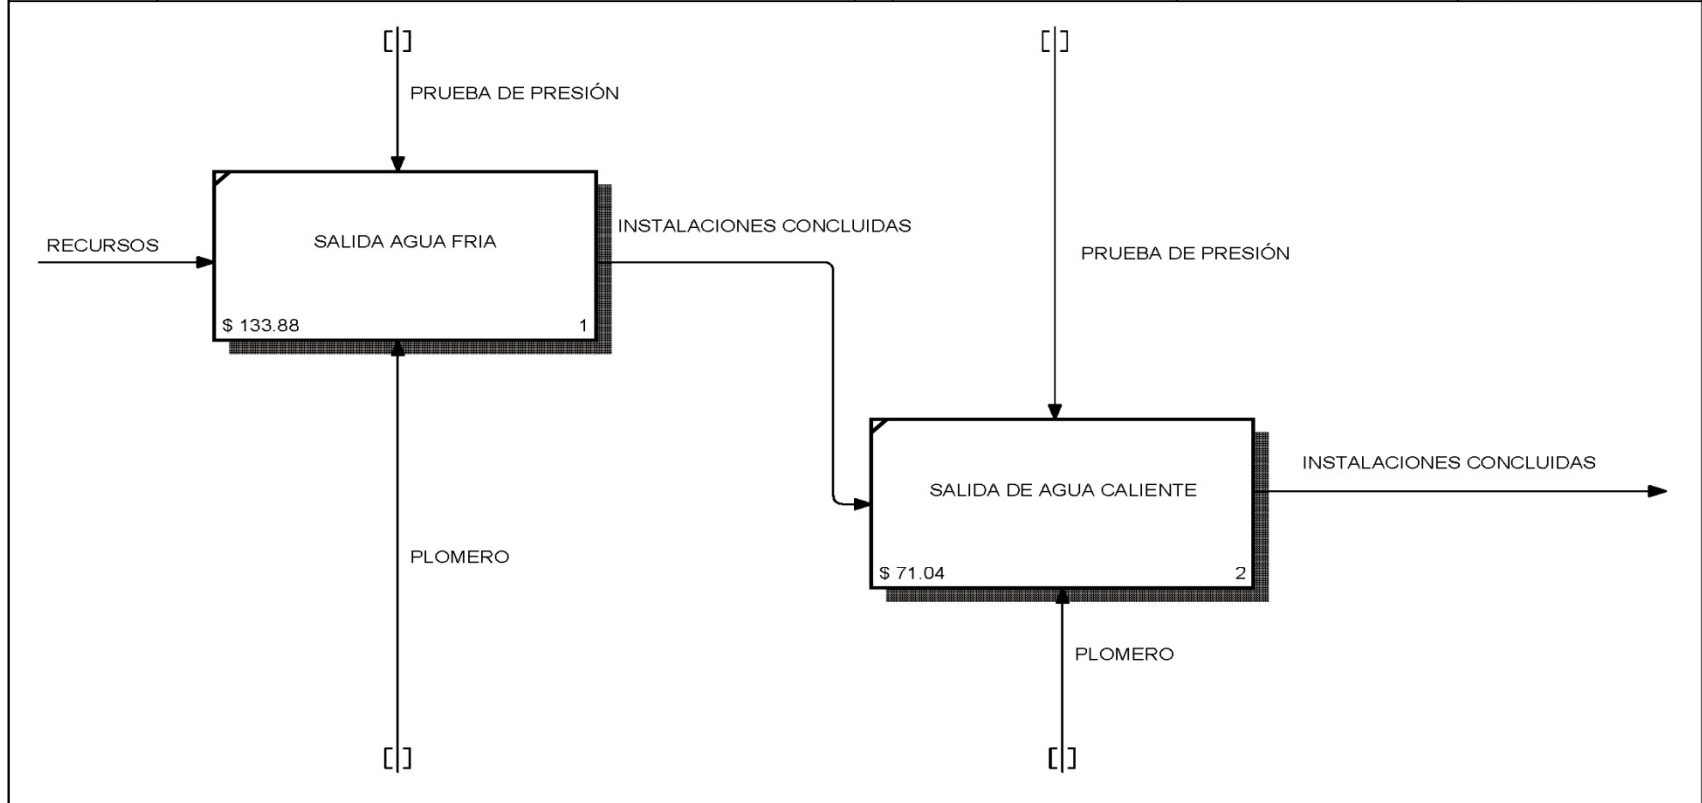 PRUEBA DE PRESIÓN
RECURSOS
SALIDA AGUA FRIA
$ 133.88
1
INSTALACIONES CONCLUIDAS
PLOMERO
PRUEBA DE PRESIÓN
SALIDA DE AGUA CALIENTE
$ 71.04
2
INSTALACIONES CONCLUIDAS
PLOMERO